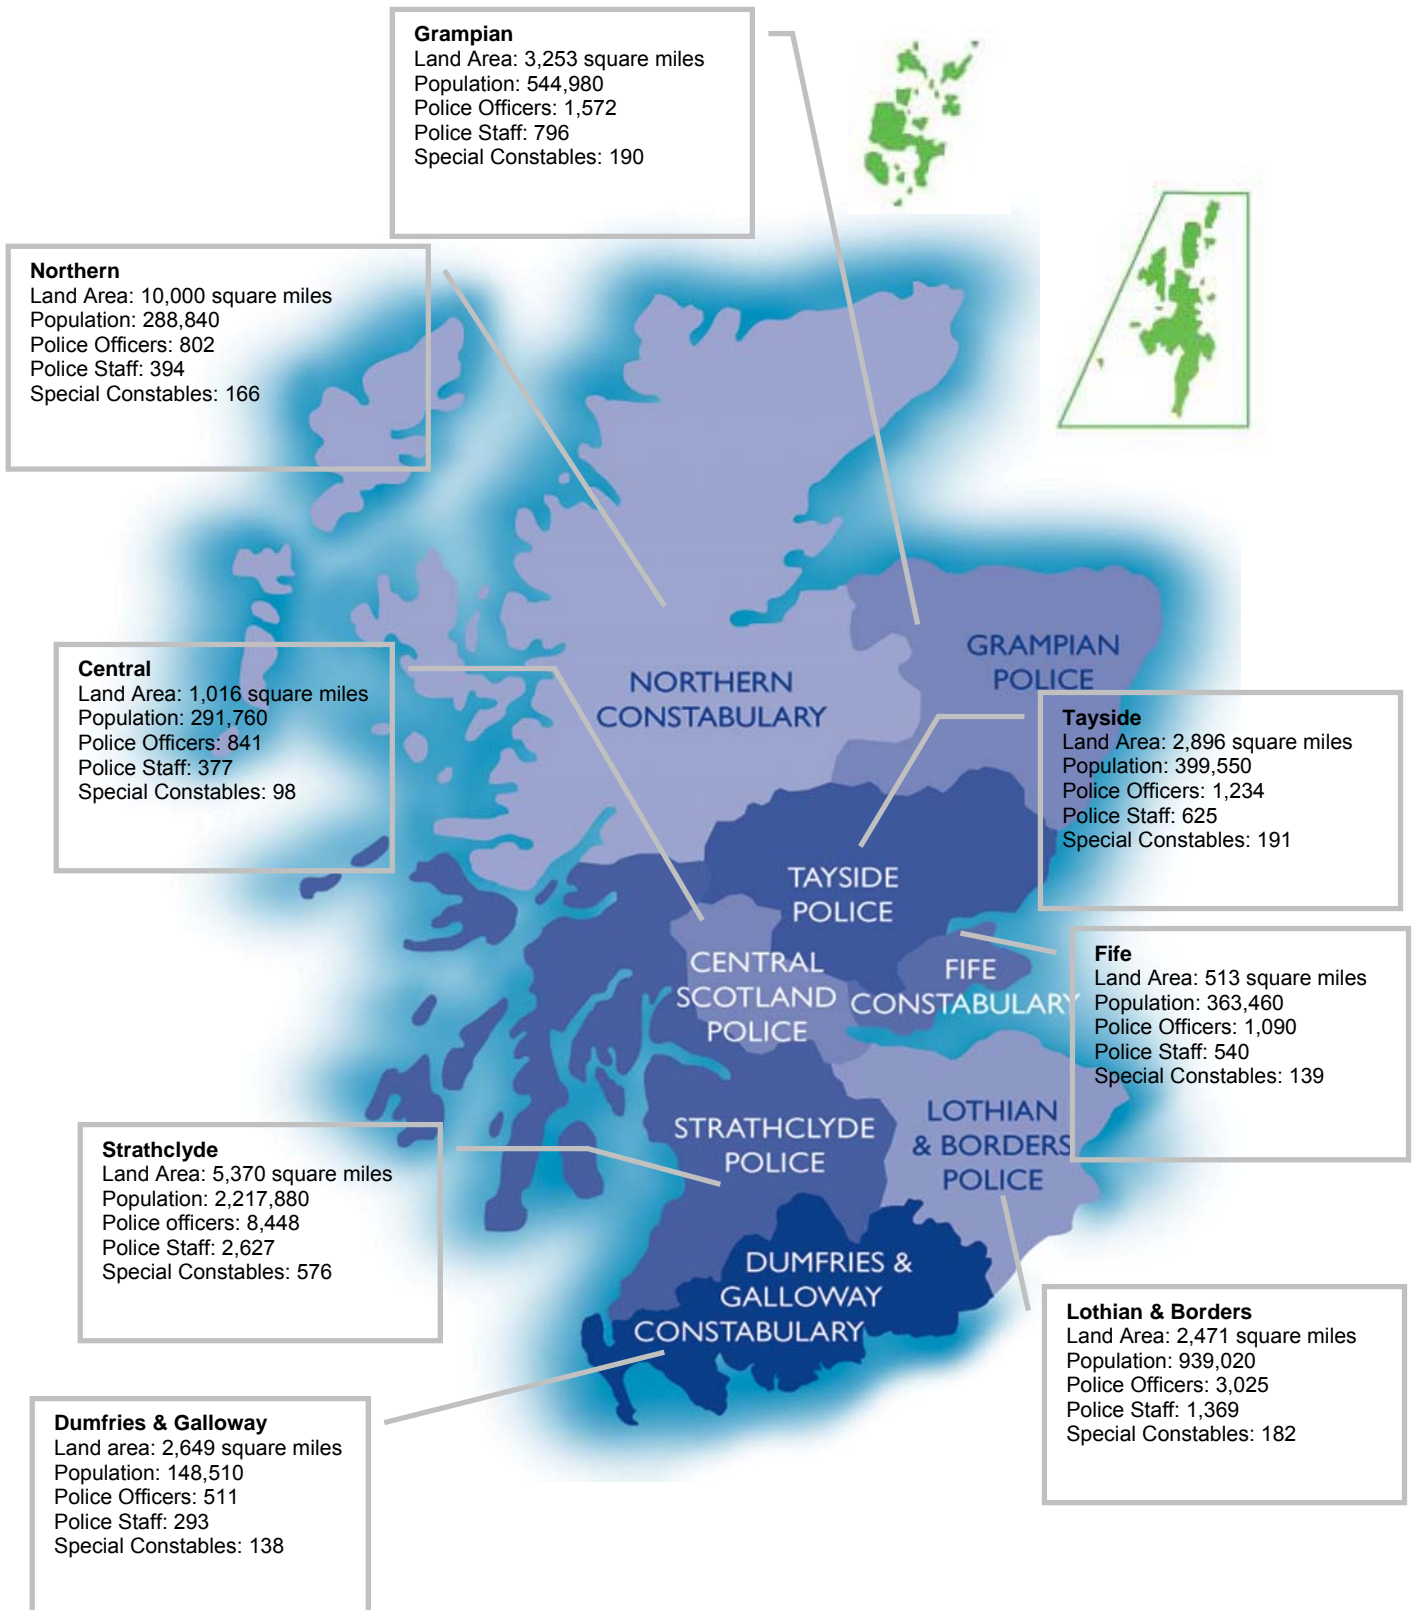 Grampian
Land Area: 3,253 square miles
Population: 544,980
Police Officers: 1,572
Police Staff: 796
Special Constables: 190
Northern
Land Area: 10,000 square miles
Population: 288,840
Police Officers: 802
Police Staff: 394
Special Constables: 166
Central
Land Area: 1,016 square miles
Population: 291,760
Police Officers: 841
Police Staff: 377
Special Constables: 98
NORTHERN
CONSTABULARY
GRAMPIAN
POLICE
Tayside
Land Area: 2,896 square miles
Population: 399,550
Police Officers: 1,234
Police Staff: 625
Special Constables: 191
TAYSIDE
POLICE
CENTRAL
SCOTLAND
POLICE
FIFE
CONSTABULARY
Fife
Land Area: 513 square miles
Population: 363,460
Police Officers: 1,090
Police Staff: 540
Special Constables: 139
STRATHCLYDE
POLICE
LOTHIAN
& BORDERS
POLICE
Strathclyde
Land Area: 5,370 square miles
Population: 2,217,880
Police officers: 8,448
Police Staff: 2,627
Special Constables: 576
DUMFRIES &
GALLOWAY
CONSTABULARY
Lothian & Borders
Land Area: 2,471 square miles
Population: 939,020
Police Officers: 3,025
Police Staff: 1,369
Special Constables: 182
Dumfries & Galloway
Land area: 2,649 square miles
Population: 148,510
Police Officers: 511
Police Staff: 293
Special Constables: 138